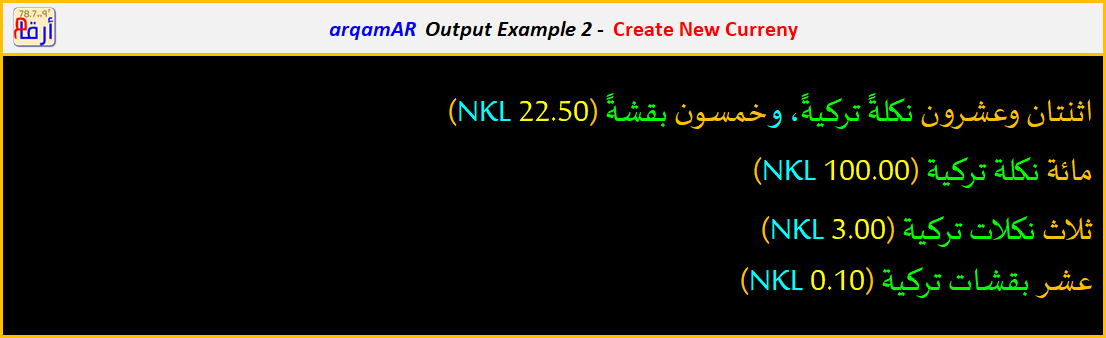 78.7,,9°
أرقام
arqamAR Output Example 2 - Create New Curreny
اثنتان وعشرون نكلةً تركيةً، وخمسون بقشةً (NKL 22.50)
مائة نكلة تركية (NKL 100.00)
ثلاث نكلات تركية (NKL 3.00)
عشر بقشات تركية (NKL 0.10)